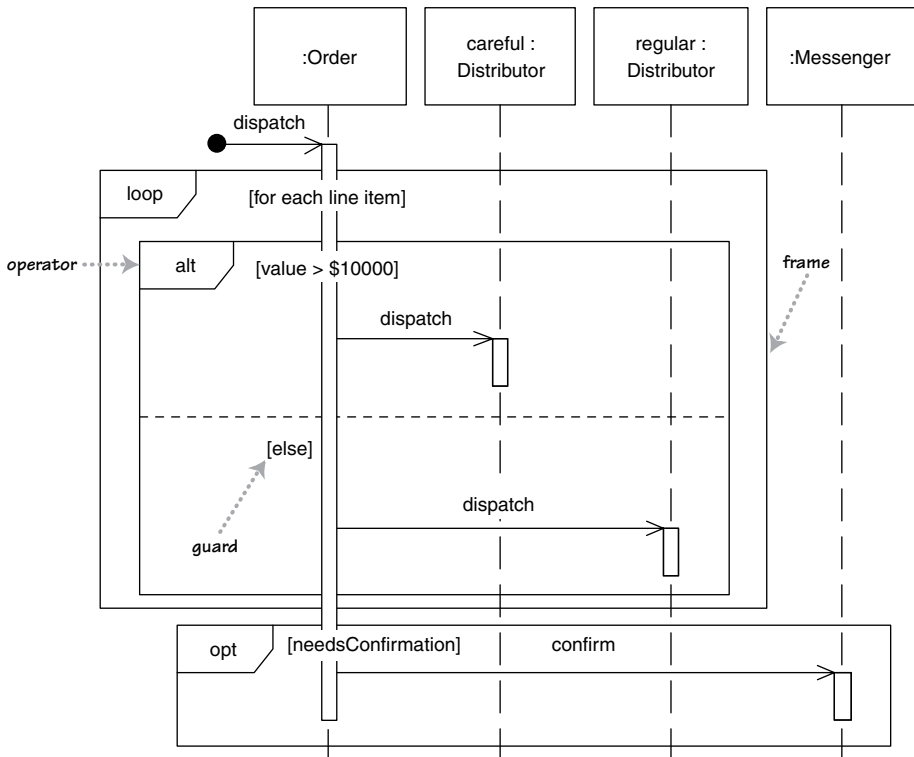 :Order
careful :
Distributor
regular :
Distributor
:Messenger
dispatch
loop
[for each line item]
operator
alt
[value > $10000]
frame
dispatch
[else]
dispatch
guard
opt
[needsConfirmation]
confirm